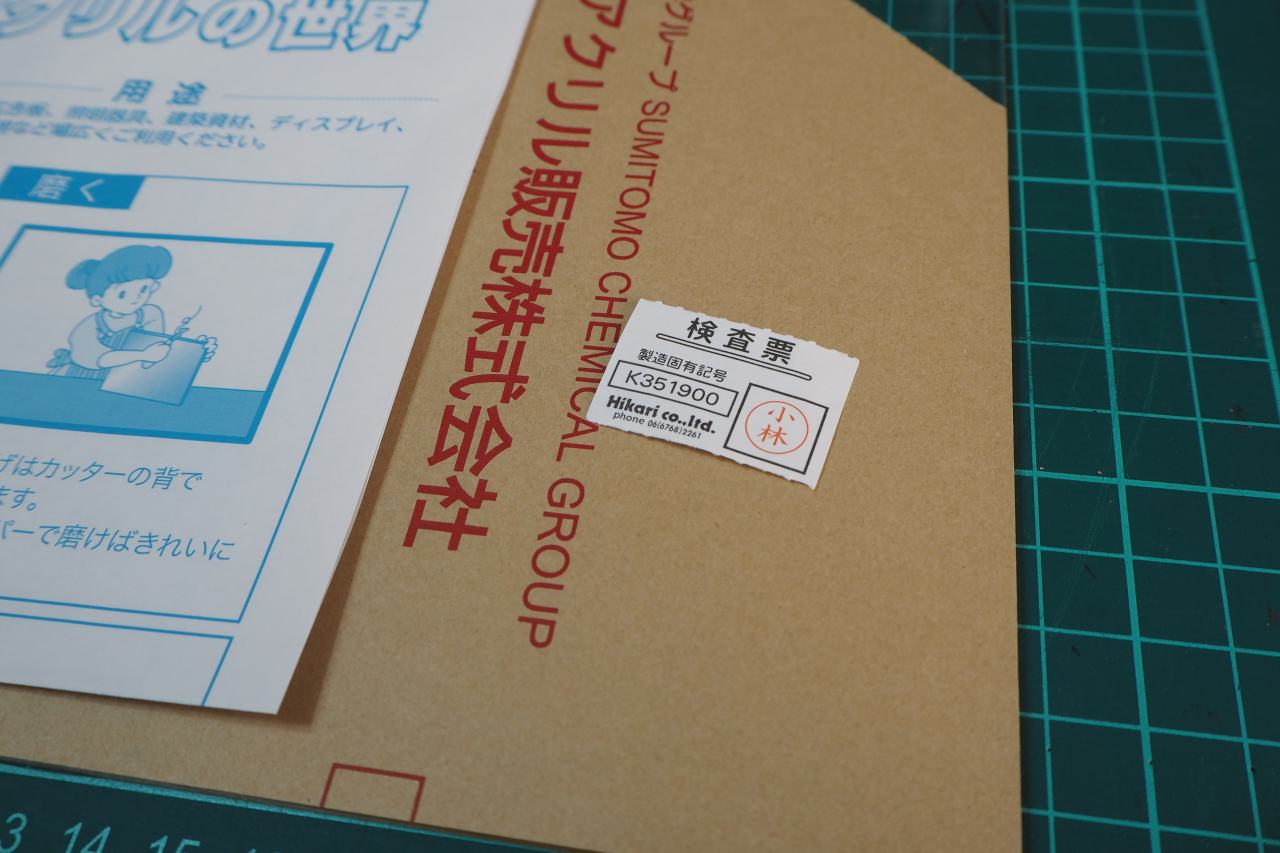 クリルの世界
用途
広告板、照明器具、建築資材、ディスプレイ、
など幅広くご利用ください。
磨く
げはカッターの背で
ます。
パーで磨けばきれいに
アクリル販売株式会社
グループ SUMITOMO CHEMICAL GROUP
検査票
製造固有記号
K351900
Hikari co.,ltd.
phone 06(6768)2261
小林
3 14 15